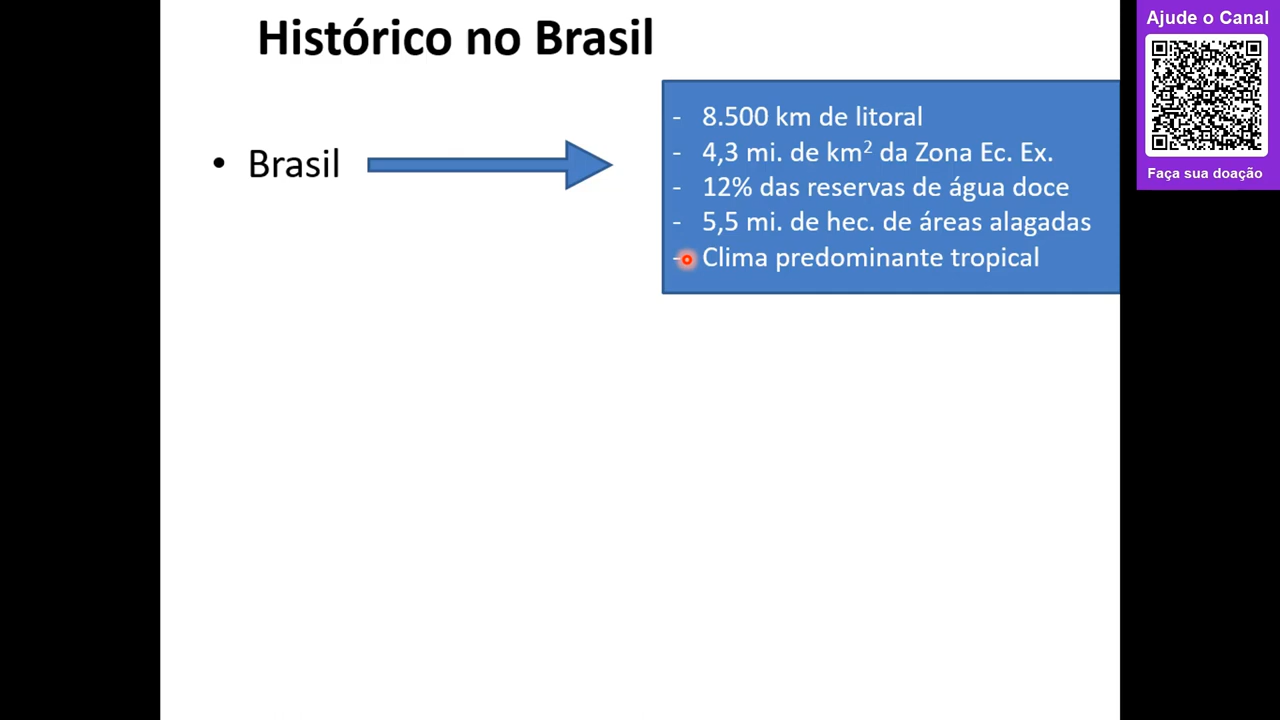 Histórico no Brasil
• Brasil
- 8.500 km de litoral
- 4,3 mi. de km² da Zona Ec. Ex.
- 12% das reservas de água doce
- 5,5 mi. de hec. de áreas alagadas
- Clima predominante tropical
Ajude o Canal
Faça sua doação